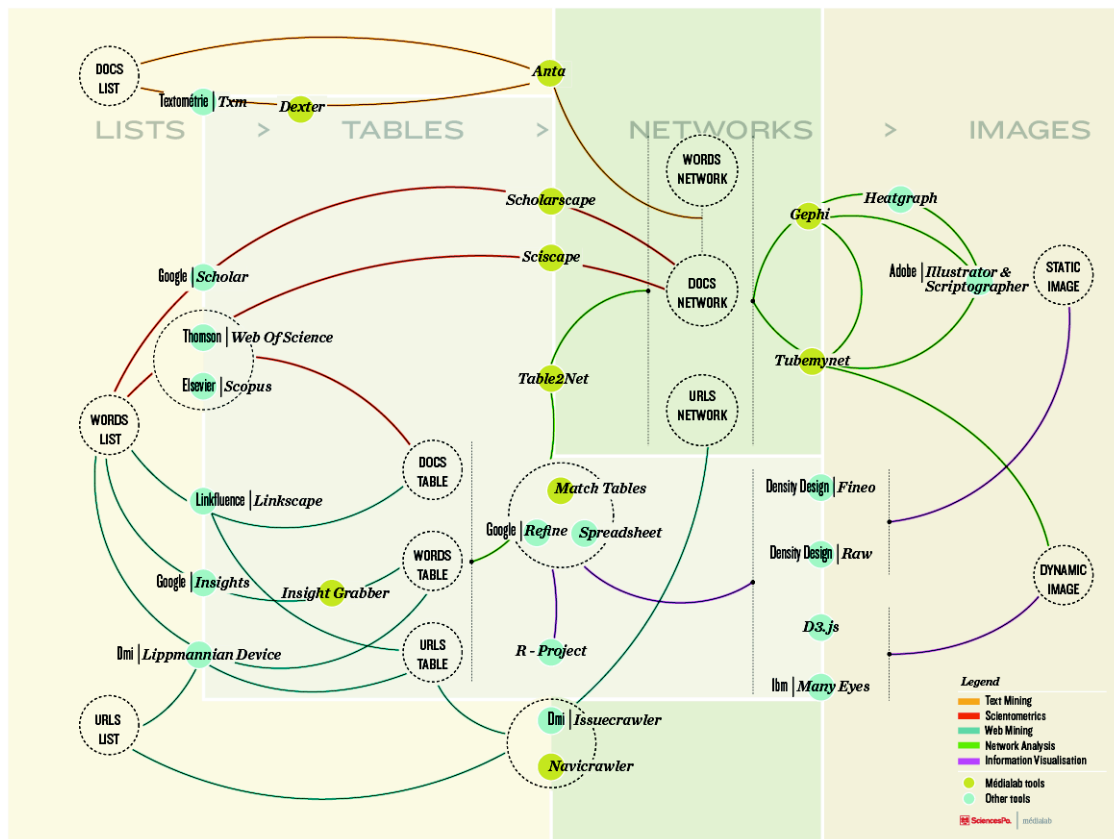 DOCS
LIST
Textométrie | Txm
Dexter
Anta
LISTS > TABLES > NETWORKS > IMAGES
WORDS
NETWORK
Scholarscape
Gephi
Heatgraph
Google | Scholar
Sciscape
DOCS
NETWORK
Adobe | Illustrator &
Scriptographer
STATIC
IMAGE
Thomson | Web Of Science
Elsevier | Scopus
Table2Net
Tubemynet
WORDS
LIST
URLS
NETWORK
DOCS
TABLE
Linkfluence | Linkscape
Match Tables
Google | Refine
Spreadsheet
Density Design | Fineo
Density Design | Raw
Google | Insights
Insight Grabber
WORDS
TABLE
DYNAMIC
IMAGE
Dmi | Lippmannian Device
URLS
TABLE
R - Project
D3.js
Ibm | Many Eyes
URLS
LIST
Dmi | Issuecrawler
Navicrawler
Legend
Text Mining
Scientometrics
Web Mining
Network Analysis
Information Visualisation
Médialab tools
Other tools
SciencesPo. | médialab